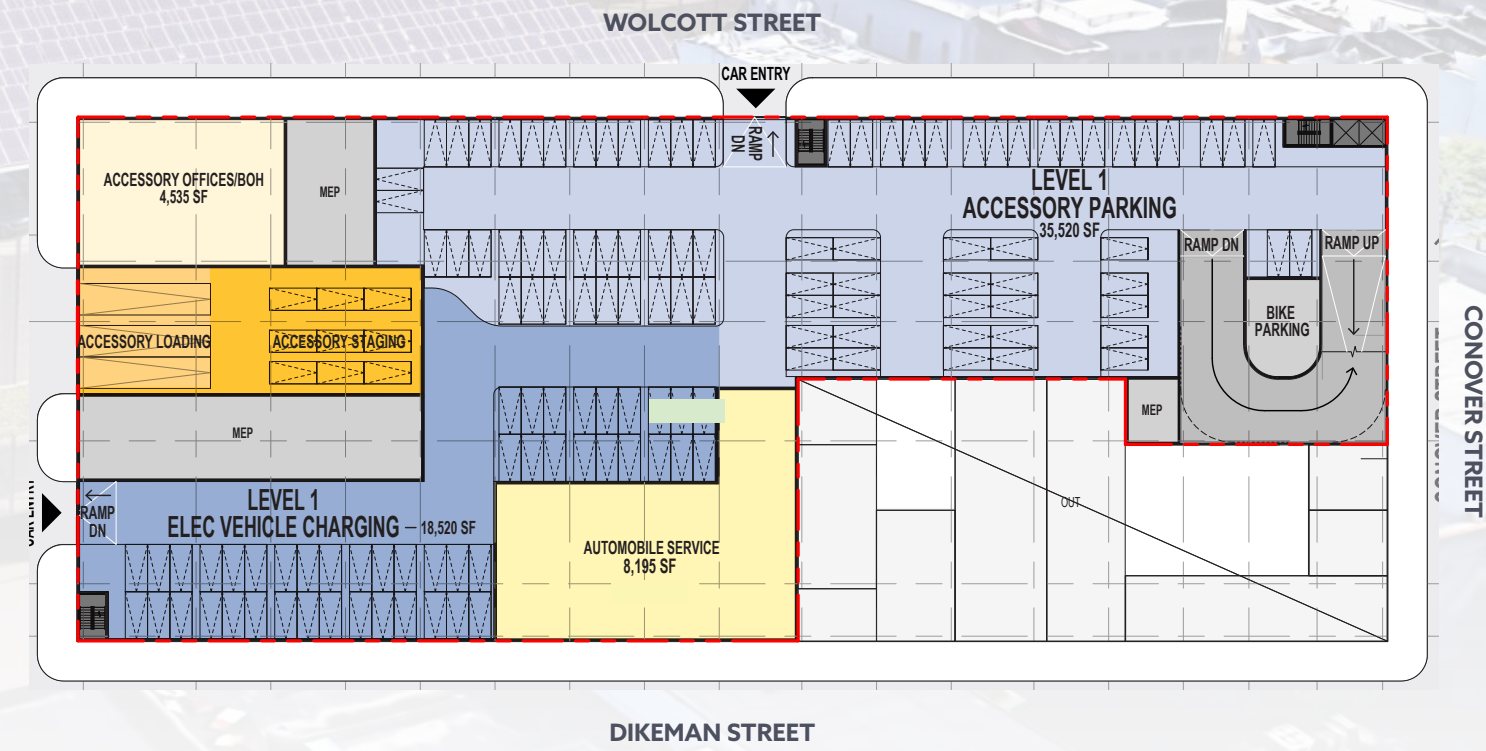 WOLCOTT STREET
CAR ENTRY
RAMP
DN
ACCESSORY OFFICES/BOH
4,535 SF
MEP
LEVEL 1
ACCESSORY PARKING
35,520 SF
RAMP DN
RAMP UP
BIKE
PARKING
ACCESSORY LOADING
ACCESSORY STAGING
MEP
MEP
CONOVER STREET
CAR ENTRY
RAMP
DN
LEVEL 1
ELEC VEHICLE CHARGING – 18,520 SF
AUTOMOBILE SERVICE
8,195 SF
OUT
DIKEMAN STREET